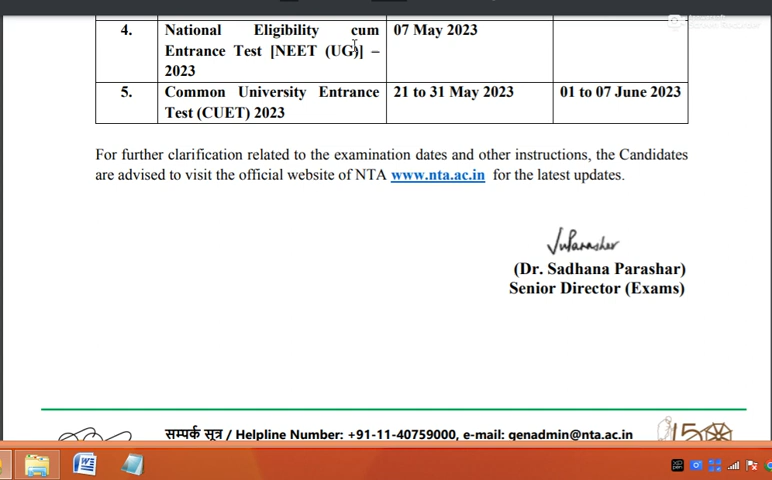 4. National Eligibility cum 07 May 2023
Entrance Test [NEET (UG)] –
2023
5. Common University Entrance 21 to 31 May 2023 01 to 07 June 2023
Test (CUET) 2023
For further clarification related to the examination dates and other instructions, the Candidates
are advised to visit the official website of NTA www.nta.ac.in for the latest updates.
(Dr. Sadhana Parashar)
Senior Director (Exams)
सम्पर्क सूत्र / Helpline Number: +91-11-40759000, e-mail: genadmin@nta.ac.in